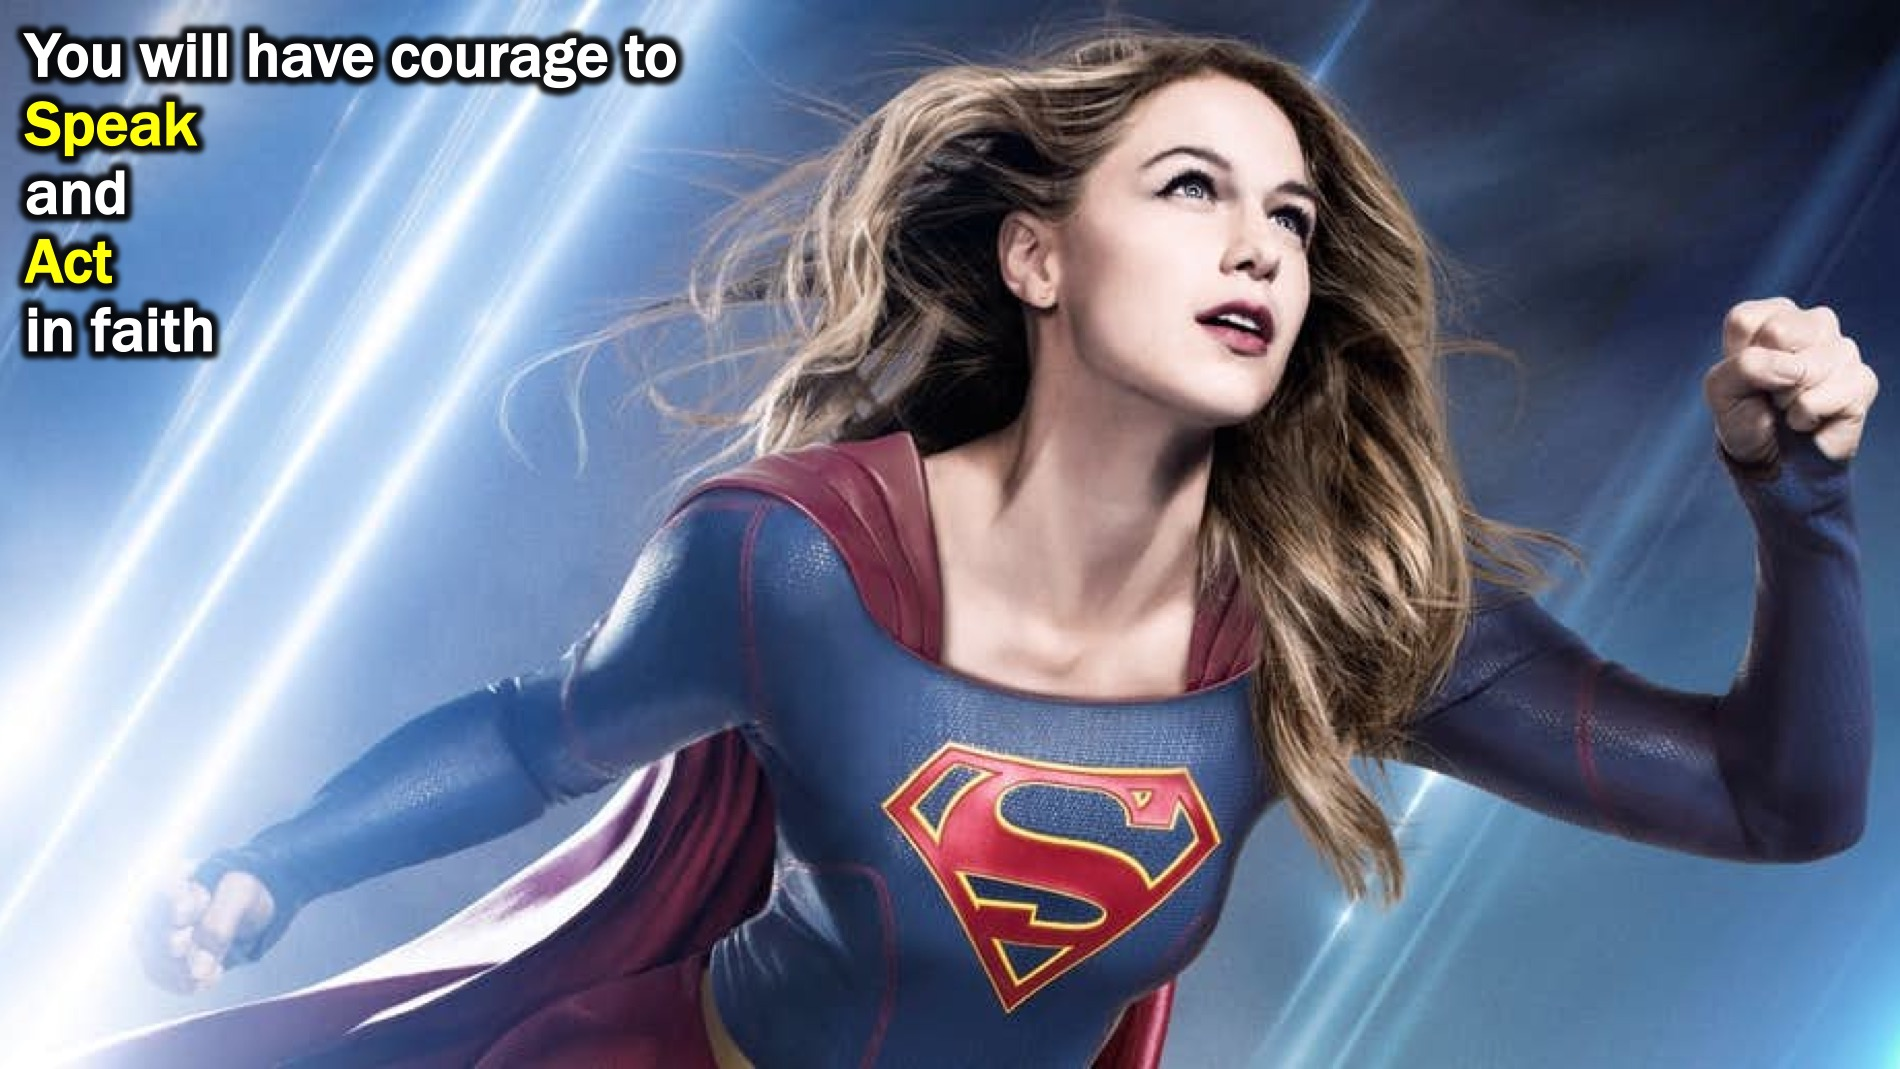 You will have courage to
Speak
and
Act
in faith
S